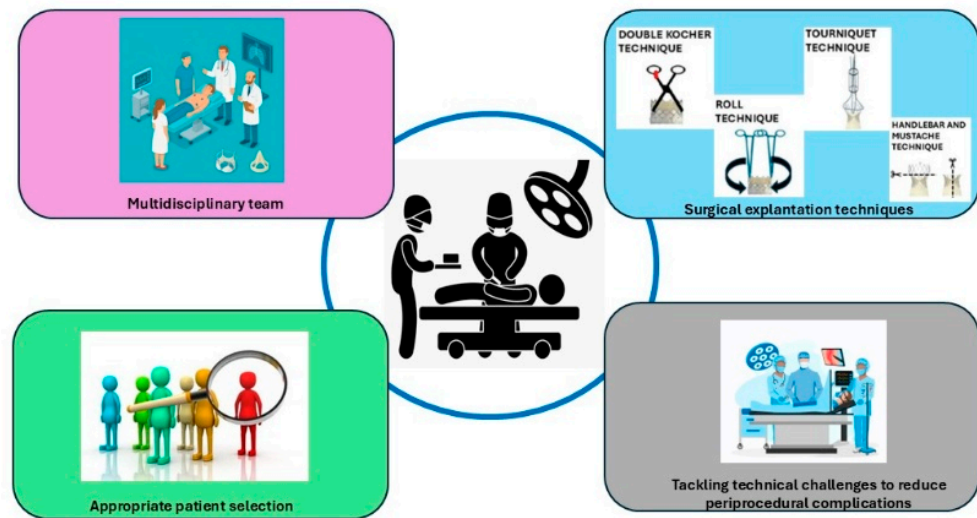 Multidisciplinary team
DOUBLE KOCHER
TECHNIQUE
TOURNIQUET
TECHNIQUE
ROLL
TECHNIQUE
HANDLEBAR AND
MUSTACHE
TECHNIQUE
Surgical explantation techniques
Appropriate patient selection
Tackling technical challenges to reduce
periprocedural complications